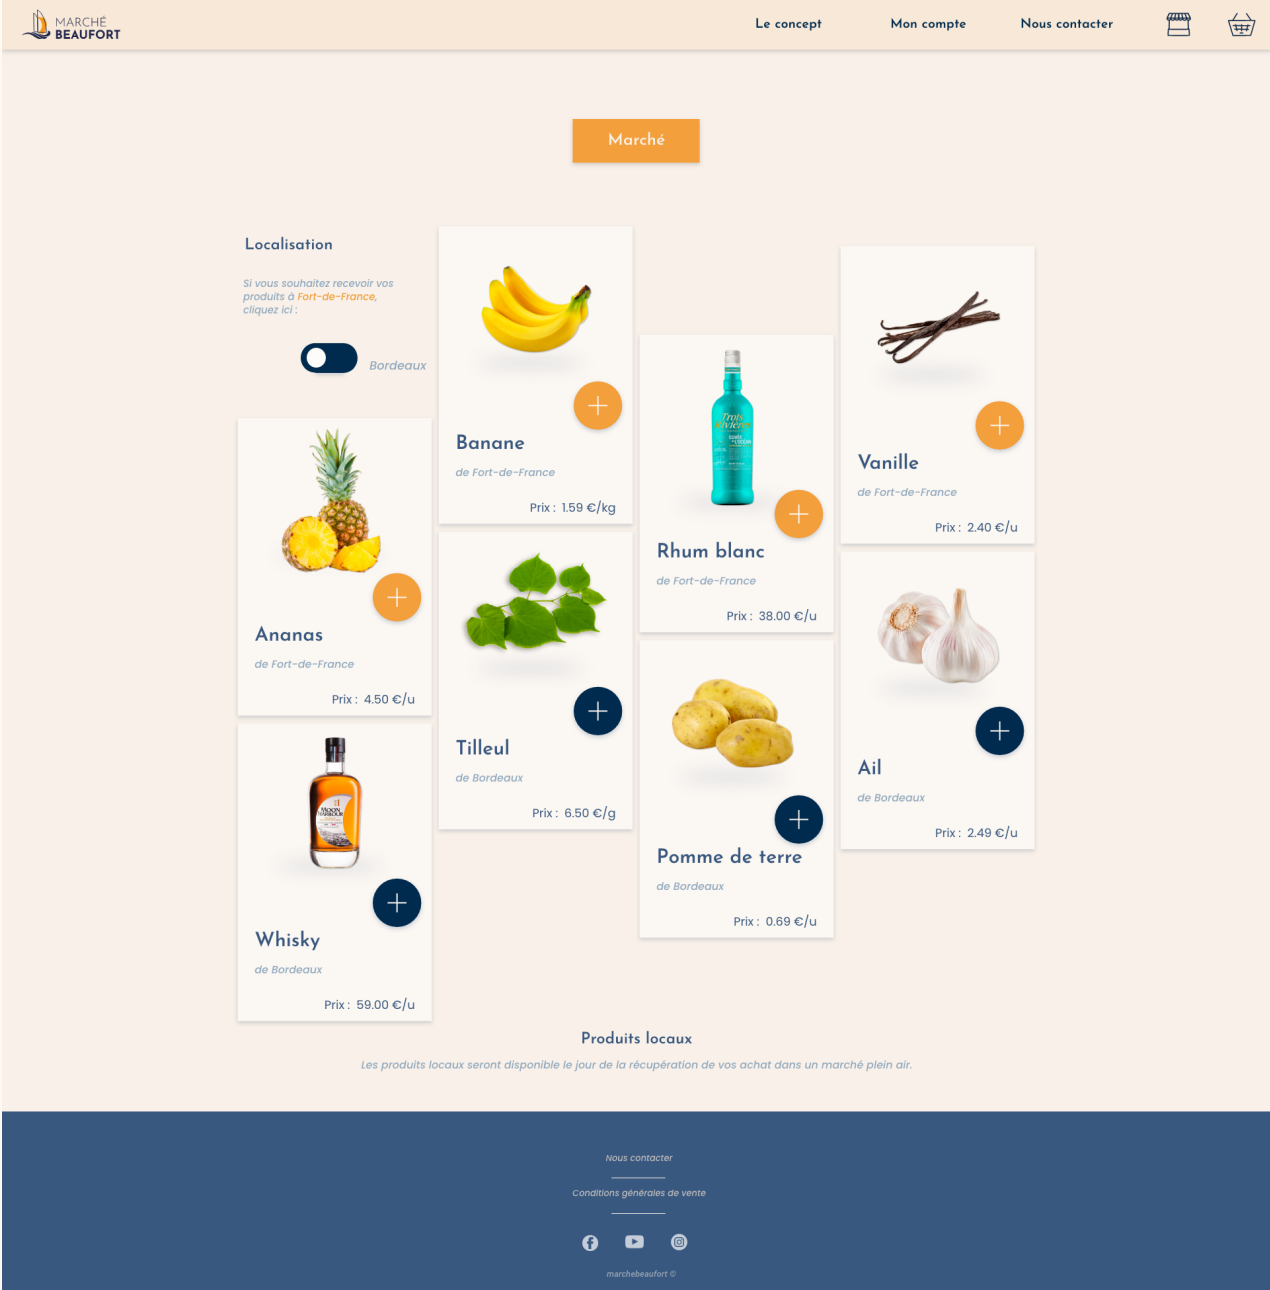 MARCHÉ
BEAUFORT
Le concept
Mon compte
Nous contacter
Marché
Localisation
Si vous souhaitez recevoir vos
produits à Fort-de-France,
cliquez ici :
Bordeaux
Banane
de Fort-de-France
Prix : 1.59 €/kg
Trois
Rivières
Rhum blanc
de Fort-de-France
Prix : 38.00 €/u
Vanille
de Fort-de-France
Prix : 2.40 €/u
Ananas
de Fort-de-France
Prix : 4.50 €/u
Tilleul
de Bordeaux
Prix : 6.50 €/g
Ail
de Bordeaux
Prix : 2.49 €/u
MOON
HARBOUR
Whisky
de Bordeaux
Prix : 59.00 €/u
Pomme de terre
de Bordeaux
Prix : 0.69 €/u
Produits locaux
Les produits locaux seront disponible le jour de la récupération de vos achat dans un marché plein air.
Nous contacter
Conditions générales de vente
marchebeaufort ©